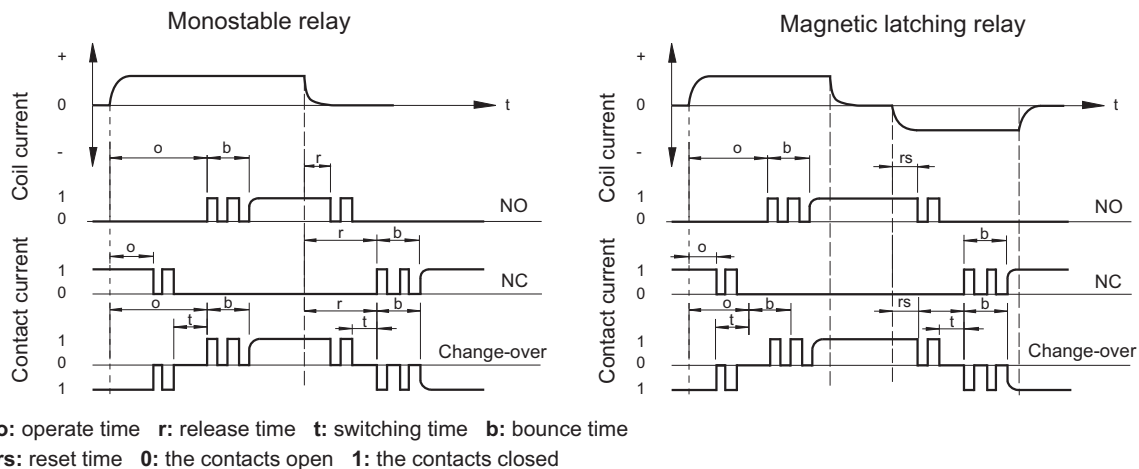 Monostable relay
Magnetic latching relay
Coil current
+
0
-
t
o
b
r
1
0
NO
Contact current
o
r
b
1
0
NC
o
b
r
b
t
t
1
0
1
Change-over
Coil current
+
0
-
t
o
b
rs
1
0
NO
Contact current
o
b
1
0
NC
o
b
rs
b
t
t
1
0
1
Change-over
o: operate time r: release time t: switching time b: bounce time
rs: reset time 0: the contacts open 1: the contacts closed